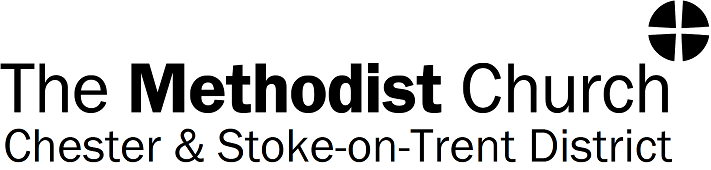 The Methodist Church
Chester & Stoke-on-Trent District